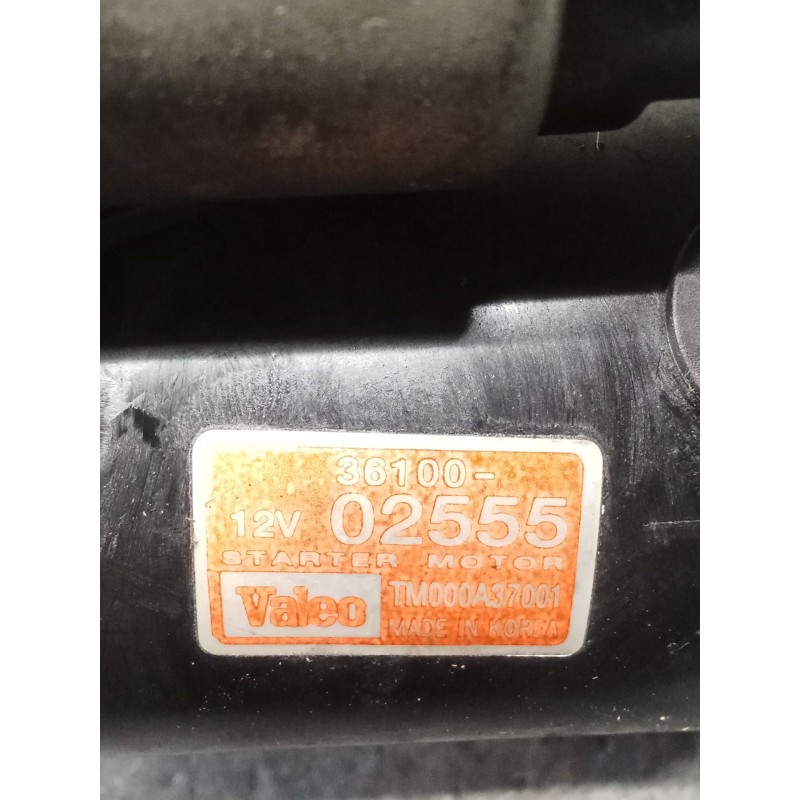 36100-
12V 02555
STARTER MOTOR
Valeo TM000A37001
MADE IN KOREA